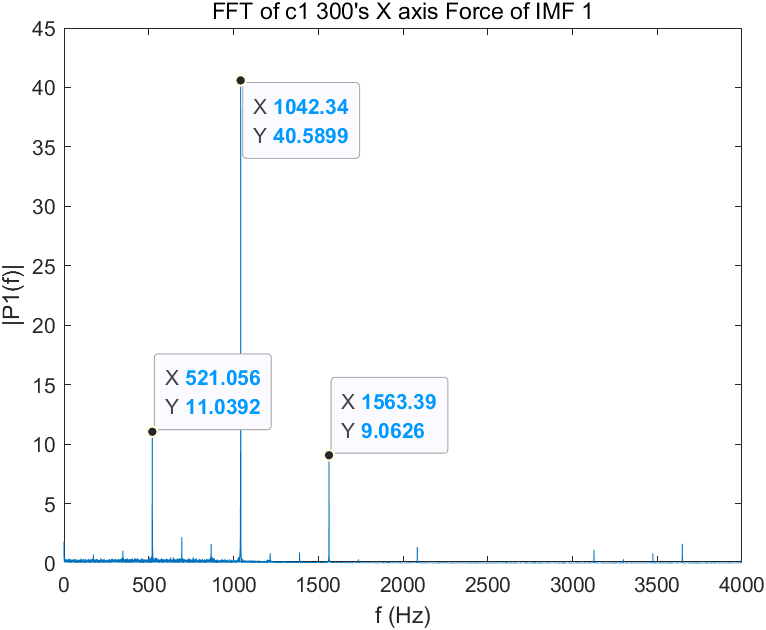 FFT of c1 300's X axis Force of IMF 1
45
40
35
30
25
20
15
10
5
0
|P1(f)|
X 1042.34
Y 40.5899
X 521.056
Y 11.0392
X 1563.39
Y 9.0626
0 500 1000 1500 2000 2500 3000 3500 4000
f (Hz)